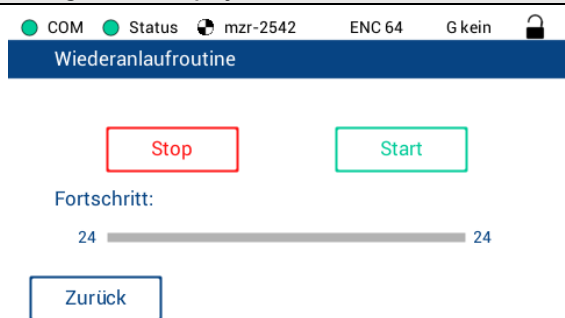 COM Status mzr-2542 ENC 64 G kein
Wiederanlaufroutine
Stop Start
Fortschritt:
24 24
Zurück